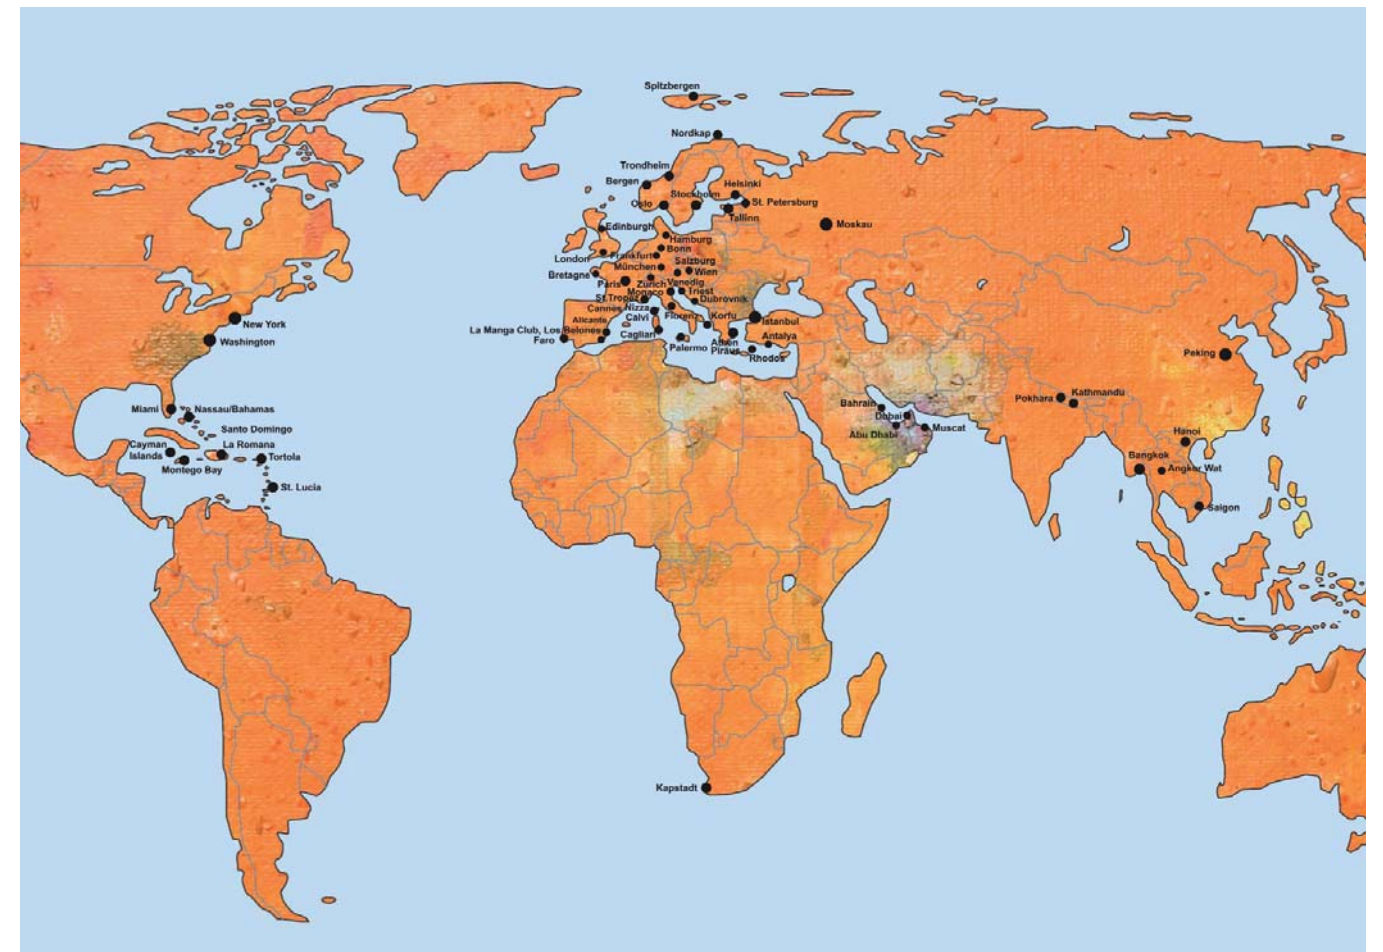 Spitzbergen
Nordkap
Trondheim
Bergen
Helsinki
Stockholm
Oslo
St. Petersburg
Tallinn
Moskau
Edinburgh
Hamburg
Bonn
London
Frankfurt
Salzburg
München
Wien
Bretagne
Paris
Zürich
Venedig
Monaco
Triest
St.Tropez
Dubrovnik
Cannes
Nizza
Calvi
Florenz
Korfu
Istanbul
Alicante
La Manga Club, Los Belones
Cagliari
Faro
Palermo
Athen
Piräus
Antalya
Rhodos
New York
Washington
Miami
Nassau/Bahamas
Santo Domingo
La Romana
Cayman
Islands
Tortola
Montego Bay
St. Lucia
Peking
Pokhara
Kathmandu
Bahrain
Dubai
Muscat
Abu Dhabi
Hanoi
Bangkok
Angkor Wat
Saigon
Kapstadt